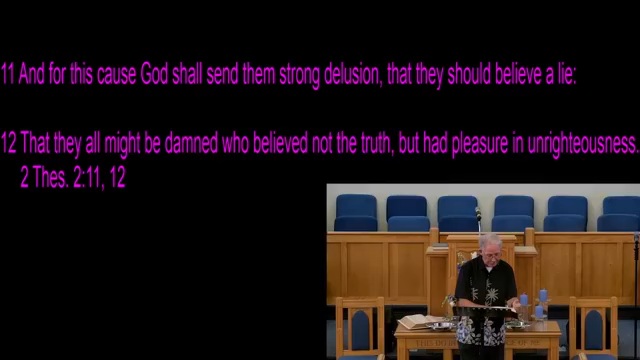 11 And for this cause God shall send them strong delusion, that they should believe a lie:
12 That they all might be damned who believed not the truth, but had pleasure in unrighteousness.
2 Thes. 2:11, 12